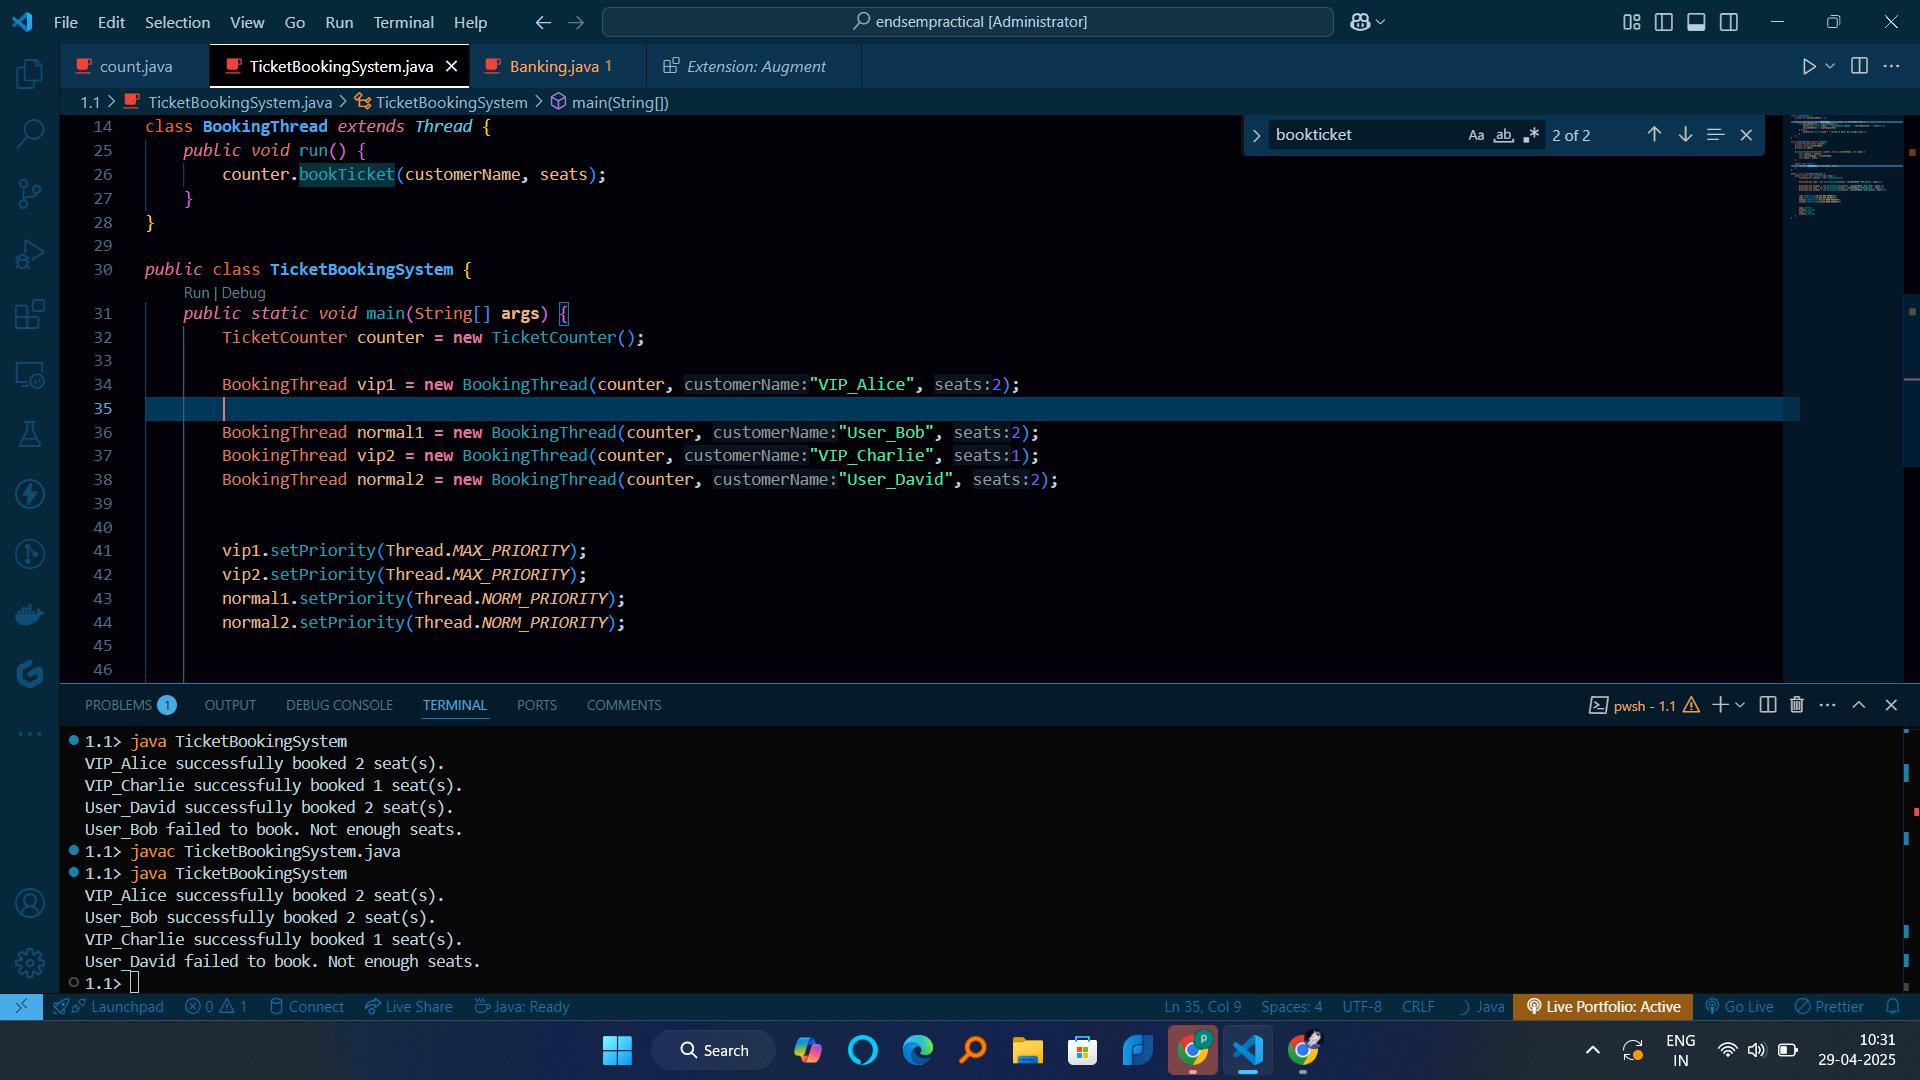 File Edit Selection View Go Run Terminal Help
endsempractical [Administrator]
count.java
TicketBookingSystem.java
Banking.java 1
Extension: Augment
1.1 > TicketBookingSystem.java > TicketBookingSystem > main(String[])
bookticket
Aa ab
2 of 2
14 class BookingThread extends Thread {
25 public void run() {
26 counter.bookTicket(customerName, seats);
27 }
28 }
29
30 public class TicketBookingSystem {
Run | Debug
31 public static void main(String[] args) {
32 TicketCounter counter = new TicketCounter();
33
34 BookingThread vip1 = new BookingThread(counter, customerName:"VIP_Alice", seats:2);
35
36 BookingThread normal1 = new BookingThread(counter, customerName:"User_Bob", seats:2);
37 BookingThread vip2 = new BookingThread(counter, customerName:"VIP_Charlie", seats:1);
38 BookingThread normal2 = new BookingThread(counter, customerName:"User_David", seats:2);
39
40
41 vip1.setPriority(Thread.MAX_PRIORITY);
42 vip2.setPriority(Thread.MAX_PRIORITY);
43 normal1.setPriority(Thread.NORM_PRIORITY);
44 normal2.setPriority(Thread.NORM_PRIORITY);
45
46
PROBLEMS 1 OUTPUT DEBUG CONSOLE TERMINAL PORTS COMMENTS
pwsh - 1.1
1.1> java TicketBookingSystem
VIP_Alice successfully booked 2 seat(s).
VIP_Charlie successfully booked 1 seat(s).
User_David successfully booked 2 seat(s).
User_Bob failed to book. Not enough seats.
1.1> javac TicketBookingSystem.java
1.1> java TicketBookingSystem
VIP_Alice successfully booked 2 seat(s).
User_Bob successfully booked 2 seat(s).
VIP_Charlie successfully booked 1 seat(s).
User_David failed to book. Not enough seats.
1.1>
Launchpad 0 1 Connect Live Share Java: Ready
Ln 35, Col 9 Spaces: 4 UTF-8 CRLF Java Live Portfolio: Active Go Live Prettier
Search
ENG
IN
10:31
29-04-2025